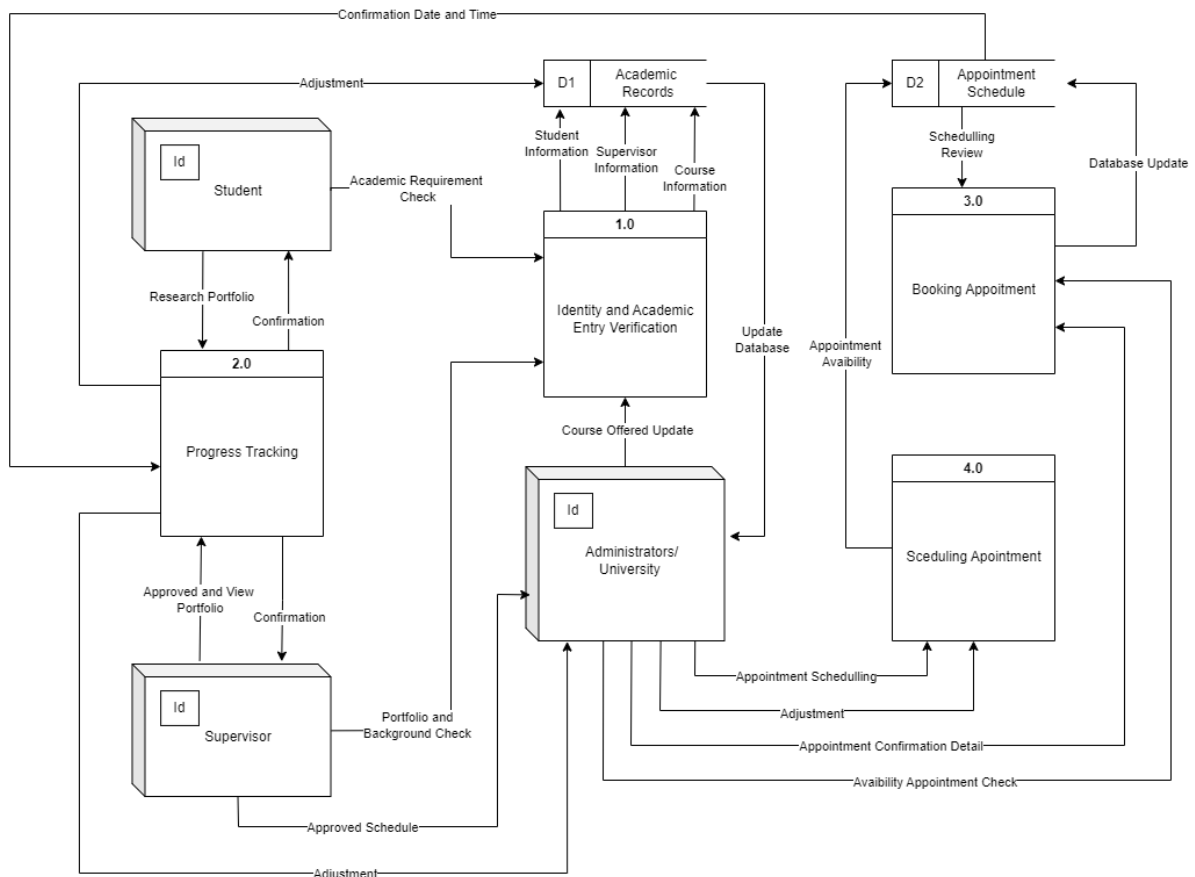 Confirmation Date and Time
Adjustment
D1
Academic
Records
D2
Appointment
Schedule
Student
Information
Supervisor
Information
Course
Information
Schedulling
Review
Database Update
Id
Student
Academic Requirement
Check
1.0
Identity and Academic
Entry Verification
3.0
Booking Appoitment
Research Portfolio
Confirmation
Update
Database
Appointment
Avaibility
2.0
Progress Tracking
Course Offered Update
Id
Administrators/
University
4.0
Sceduling Apointment
Approved and View
Portfolio
Confirmation
Id
Supervisor
Portfolio and
Background Check
Appointment Schedulling
Adjustment
Appointment Confirmation Detail
Avaibility Appointment Check
Approved Schedule
Adjustment